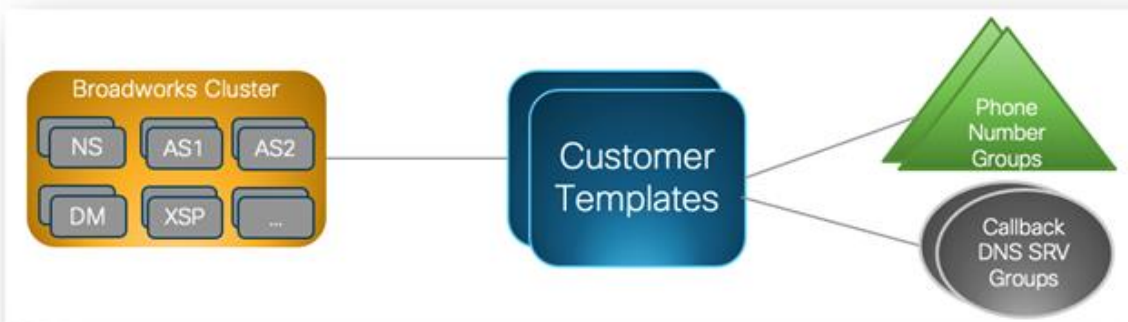 Broadworks Cluster
NS
AS1
AS2
DM
XSP
...
Customer
Templates
Phone
Number
Groups
Callback
DNS SRV
Groups